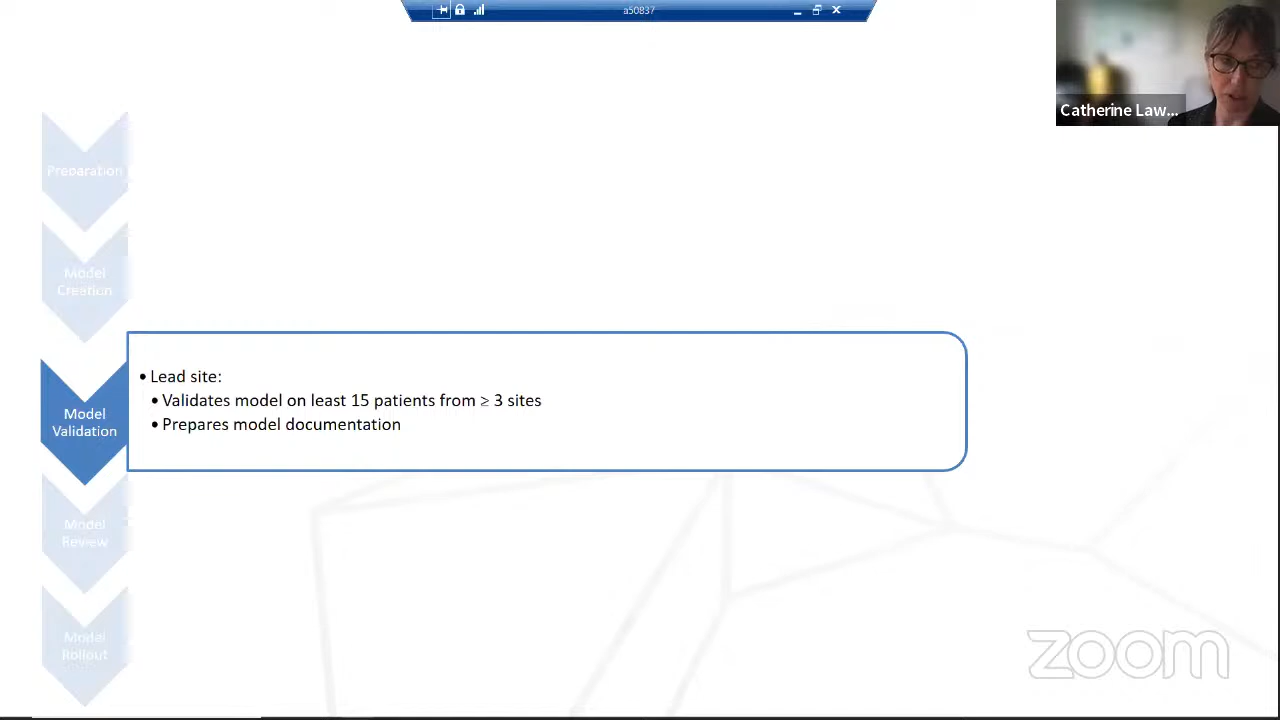 a50837
Catherine Law...
Preparation
Model
Creation
• Lead site:
• Validates model on least 15 patients from ≥ 3 sites
• Prepares model documentation
Model
Validation
Model
Review
Model
Rollout
zoom